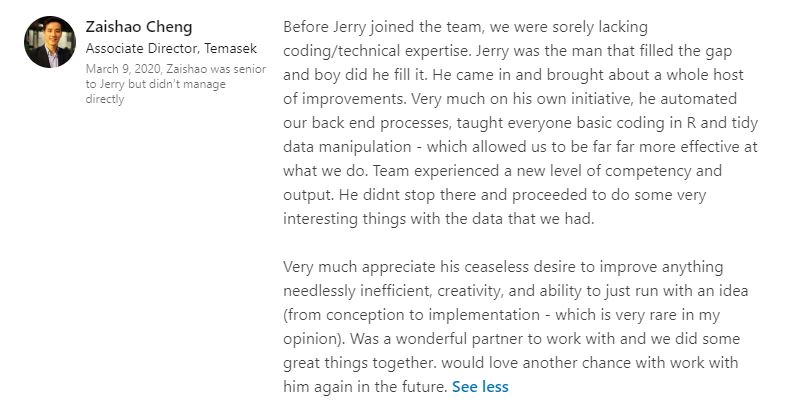 Zaishao Cheng
Associate Director, Temasek
March 9, 2020, Zaishao was senior
to Jerry but didn't manage
directly
Before Jerry joined the team, we were sorely lacking
coding/technical expertise. Jerry was the man that filled the gap
and boy did he fill it. He came in and brought about a whole host
of improvements. Very much on his own initiative, he automated
our back end processes, taught everyone basic coding in R and tidy
data manipulation - which allowed us to be far far more effective at
what we do. Team experienced a new level of competency and
output. He didnt stop there and proceeded to do some very
interesting things with the data that we had.
Very much appreciate his ceaseless desire to improve anything
needlessly inefficient, creativity, and ability to just run with an idea
(from conception to implementation - which is very rare in my
opinion). Was a wonderful partner to work with and we did some
great things together. would love another chance with work with
him again in the future. See less